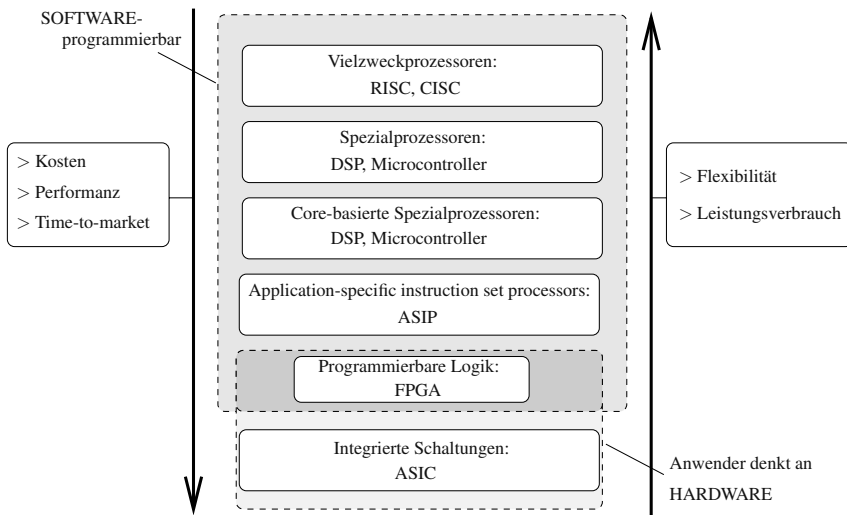 SOFTWARE-
programmierbar
Vielzweckprozessoren:
RISC, CISC
Spezialprozessoren:
DSP, Microcontroller
> Kosten
> Performanz
> Time-to-market
> Flexibilität
> Leistungsverbrauch
Core-basierte Spezialprozessoren:
DSP, Microcontroller
Application-specific instruction set processors:
ASIP
Programmierbare Logik:
FPGA
Integrierte Schaltungen:
ASIC
Anwender denkt an
HARDWARE